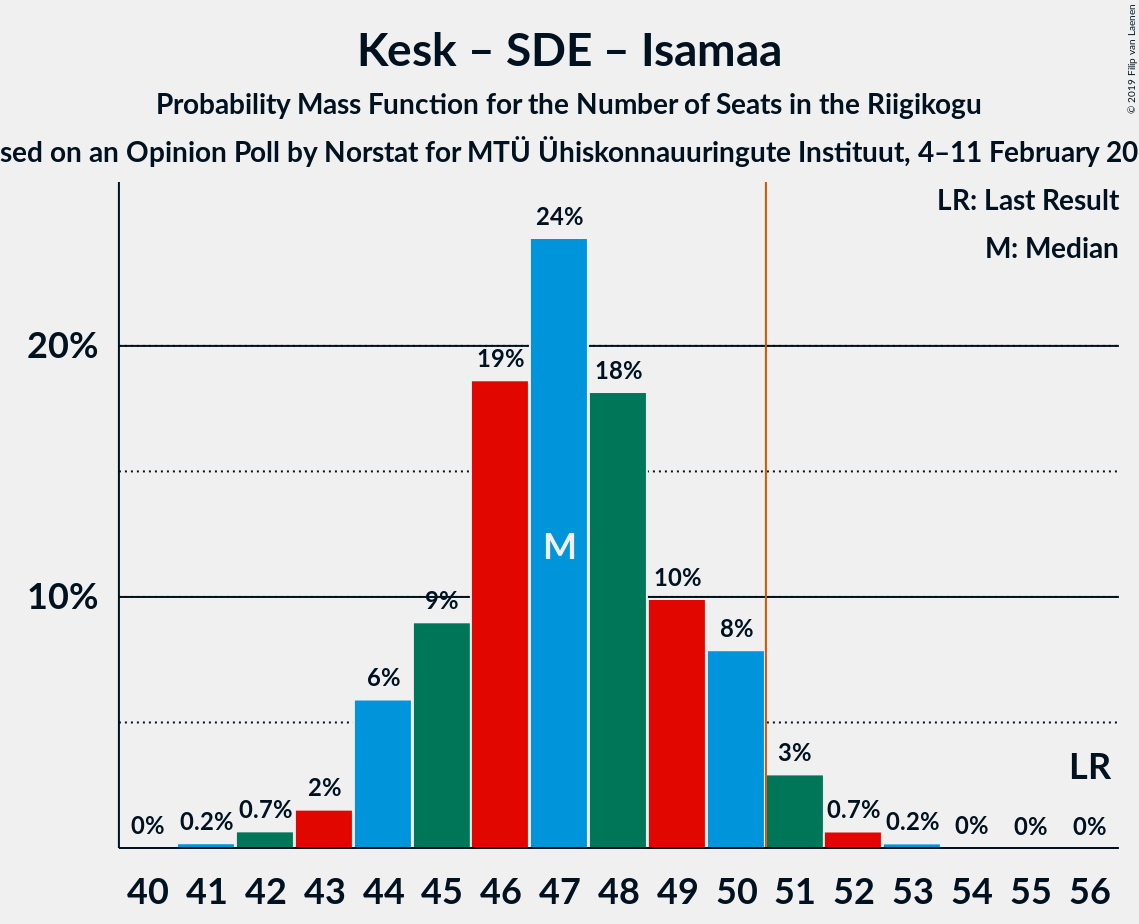 Kesk – SDE – Isamaa
Probability Mass Function for the Number of Seats in the Riigikogu
sed on an Opinion Poll by Norstat for MTÜ Ühiskonnauuringute Instituut, 4–11 February 20
© 2019 Filip van Laenen
LR: Last Result
M: Median
24%
20%
19%
18%
M
10%
10%
9%
8%
6%
3%
LR
2%
0% 0.2% 0.7% 0.7% 0.2% 0% 0% 0%
40 41 42 43 44 45 46 47 48 49 50 51 52 53 54 55 56